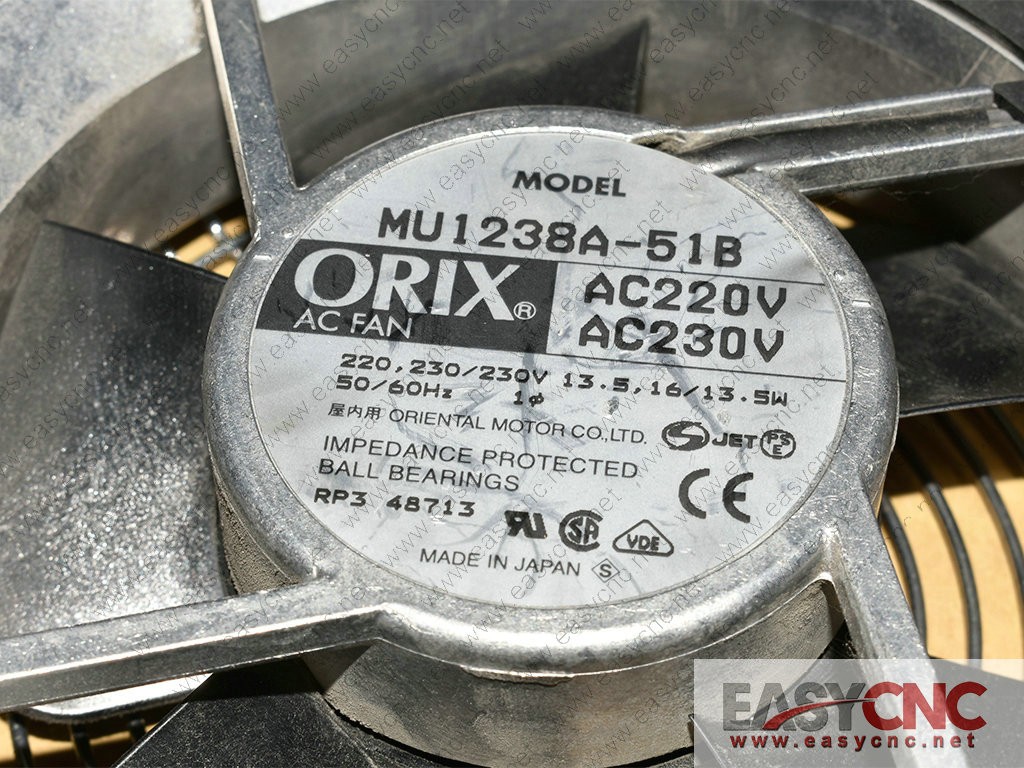 MODEL
MU1238A-51B
ORIX®
AC FAN
AC220V
AC230V
220,230/230V 13.5,16/13.5W
50/60Hz 1ϕ
屋内用 ORIENTAL MOTOR CO.,LTD.
S JET PS E
IMPEDANCE PROTECTED
BALL BEARINGS
CE
RP3 48713
RU SA VDE
MADE IN JAPAN S
EASYCNC
www.easycnc.net